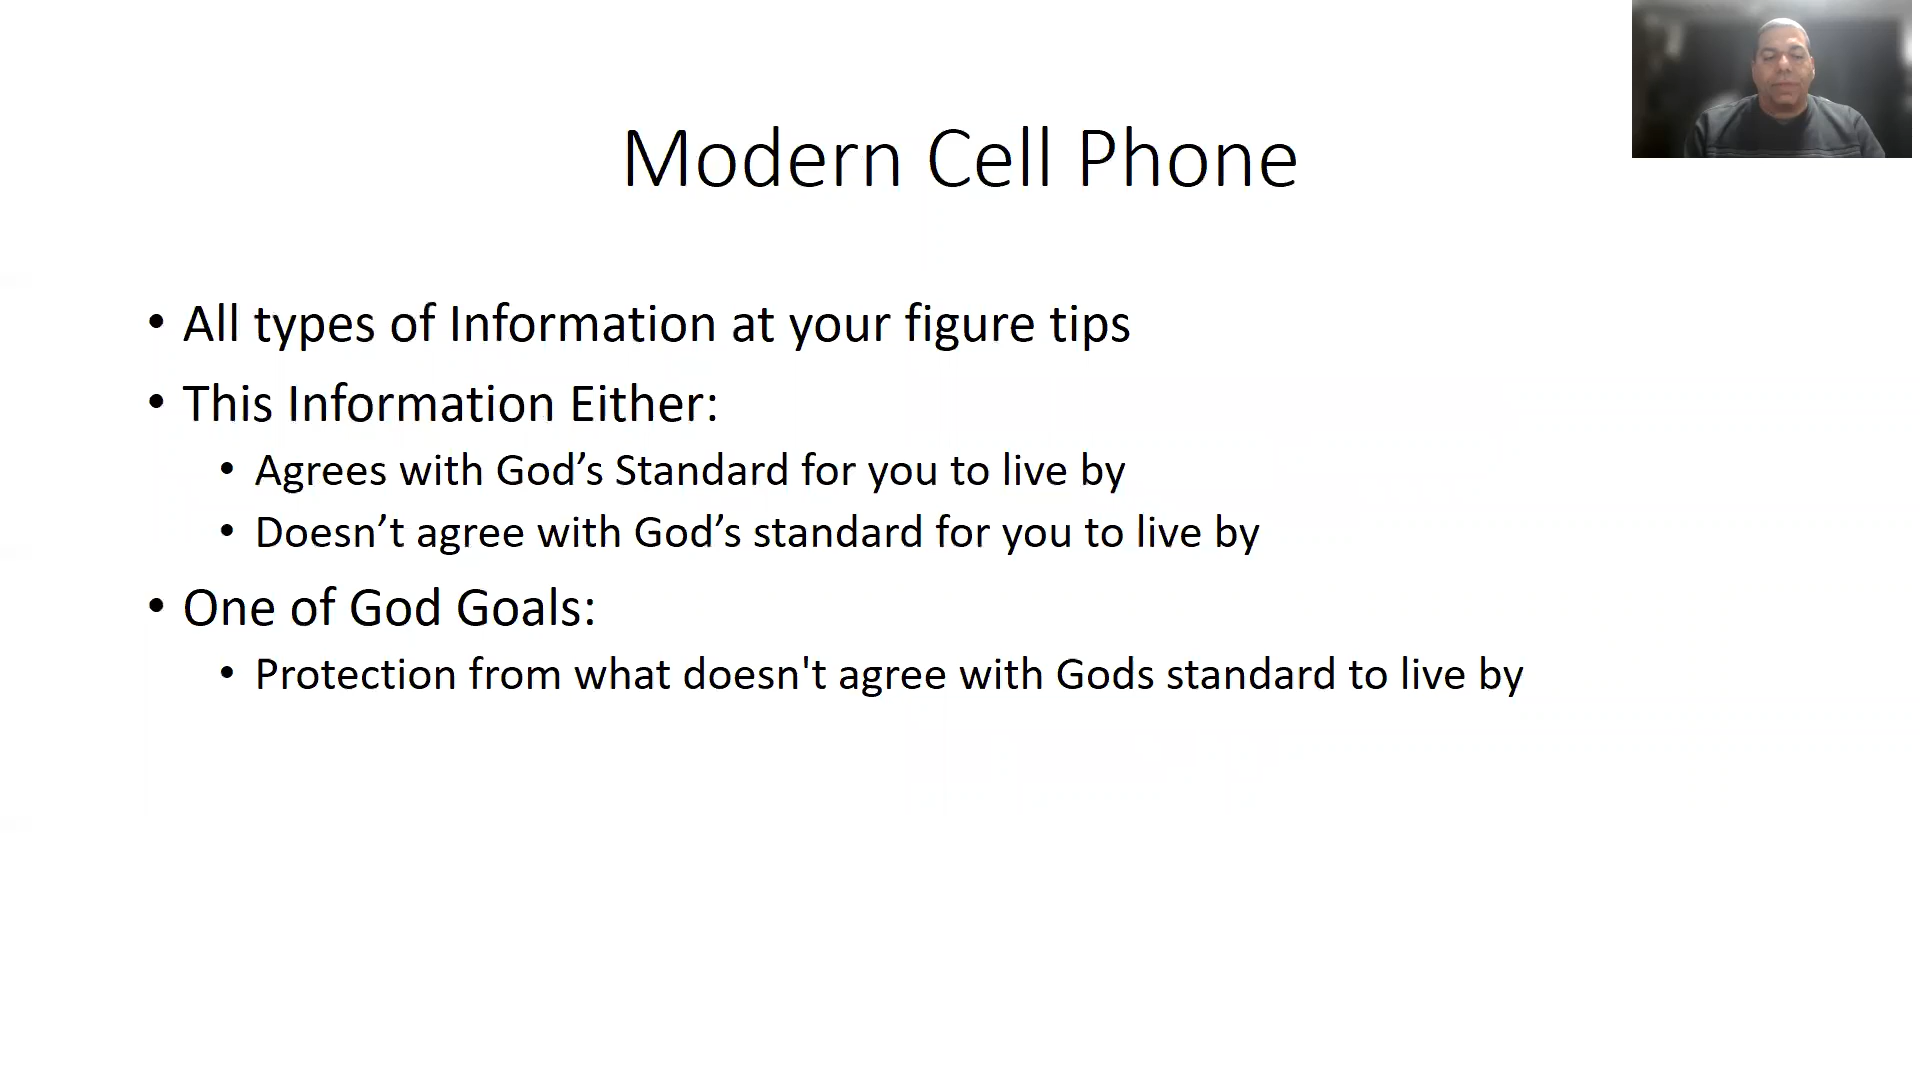 Modern Cell Phone
• All types of Information at your figure tips
• This Information Either:
• Agrees with God’s Standard for you to live by
• Doesn’t agree with God’s standard for you to live by
• One of God Goals:
• Protection from what doesn't agree with Gods standard to live by